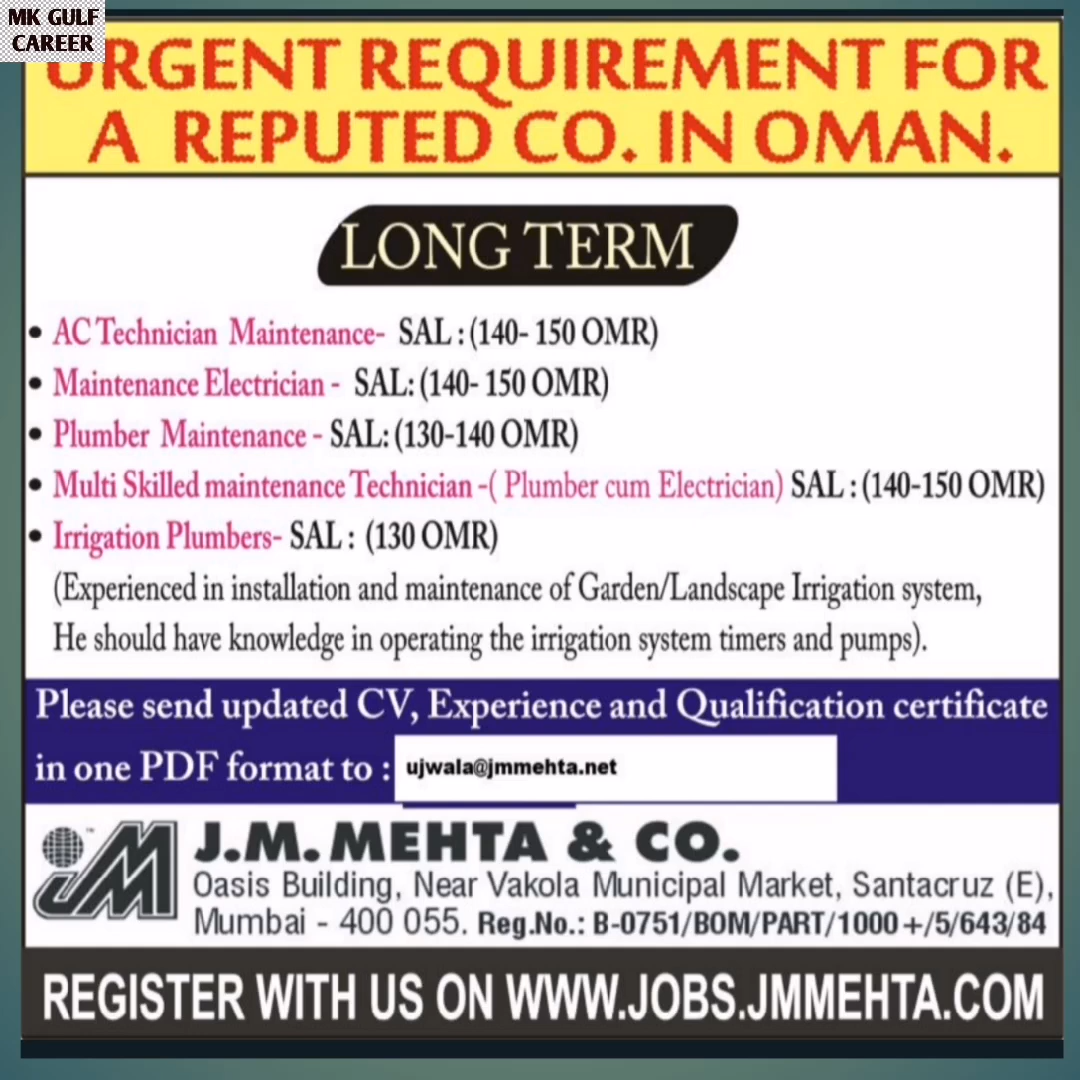 MK GULF
CAREER
URGENT REQUIREMENT FOR
A REPUTED CO. IN OMAN.
LONG TERM
• AC Technician Maintenance- SAL : (140- 150 OMR)
• Maintenance Electrician - SAL: (140- 150 OMR)
• Plumber Maintenance - SAL: (130-140 OMR)
• Multi Skilled maintenance Technician -( Plumber cum Electrician) SAL : (140-150 OMR)
• Irrigation Plumbers- SAL : (130 OMR)
(Experienced in installation and maintenance of Garden/Landscape Irrigation system,
He should have knowledge in operating the irrigation system timers and pumps).
Please send updated CV, Experience and Qualification certificate
in one PDF format to : ujwala@jmmehta.net
JM ™
J.M. MEHTA & CO.
Oasis Building, Near Vakola Municipal Market, Santacruz (E),
Mumbai - 400 055. Reg.No.: B-0751/BOM/PART/1000+/5/643/84
REGISTER WITH US ON WWW.JOBS.JMMEHTA.COM